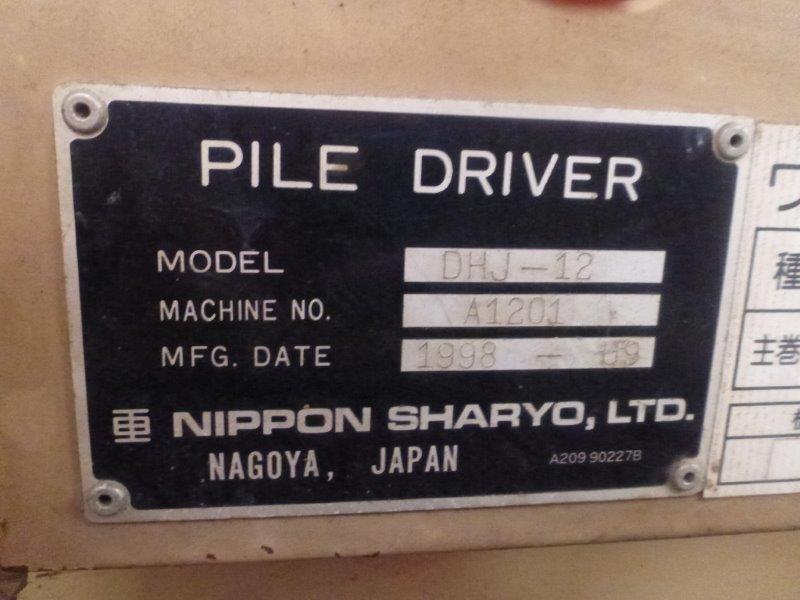 PILE DRIVER
MODEL DHJ-12
MACHINE NO. A1201
MFG. DATE 1998 - 09
NIPPON SHARYO, LTD.
NAGOYA, JAPAN A209 90227B
ワ
種
主巻